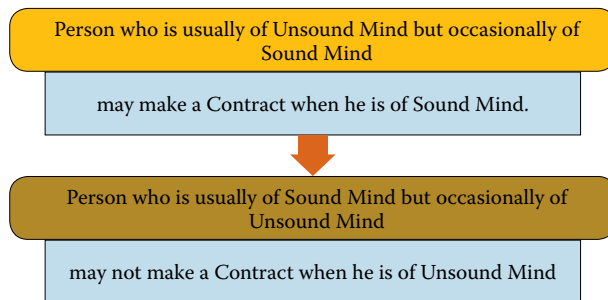 Person who is usually of Unsound Mind but occasionally of
Sound Mind
may make a Contract when he is of Sound Mind.
Person who is usually of Sound Mind but occasionally of
Unsound Mind
may not make a Contract when he is of Unsound Mind